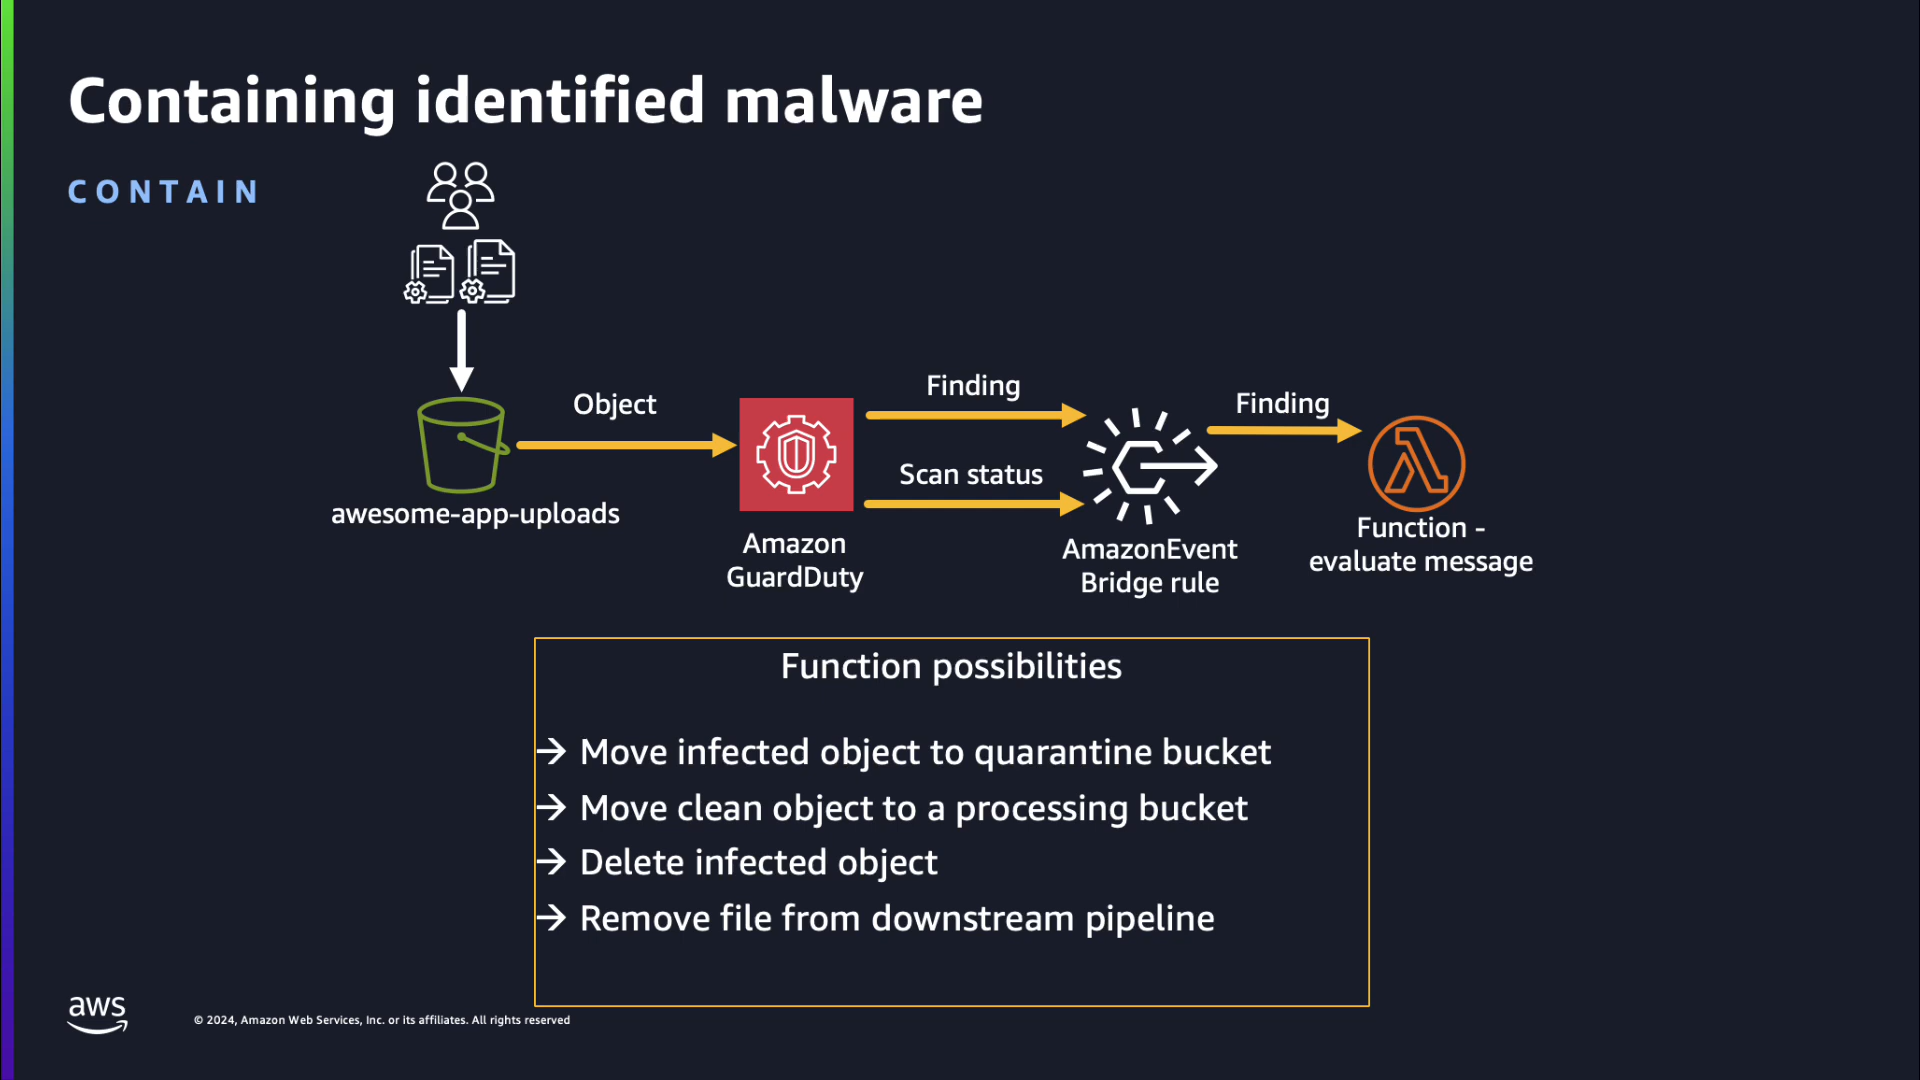 Containing identified malware
CONTAIN
Object
Finding
Finding
Scan status
awesome-app-uploads
Amazon
GuardDuty
AmazonEvent
Bridge rule
Function -
evaluate message
Function possibilities
→ Move infected object to quarantine bucket
→ Move clean object to a processing bucket
→ Delete infected object
→ Remove file from downstream pipeline
aws
© 2024, Amazon Web Services, Inc. or its affiliates. All rights reserved